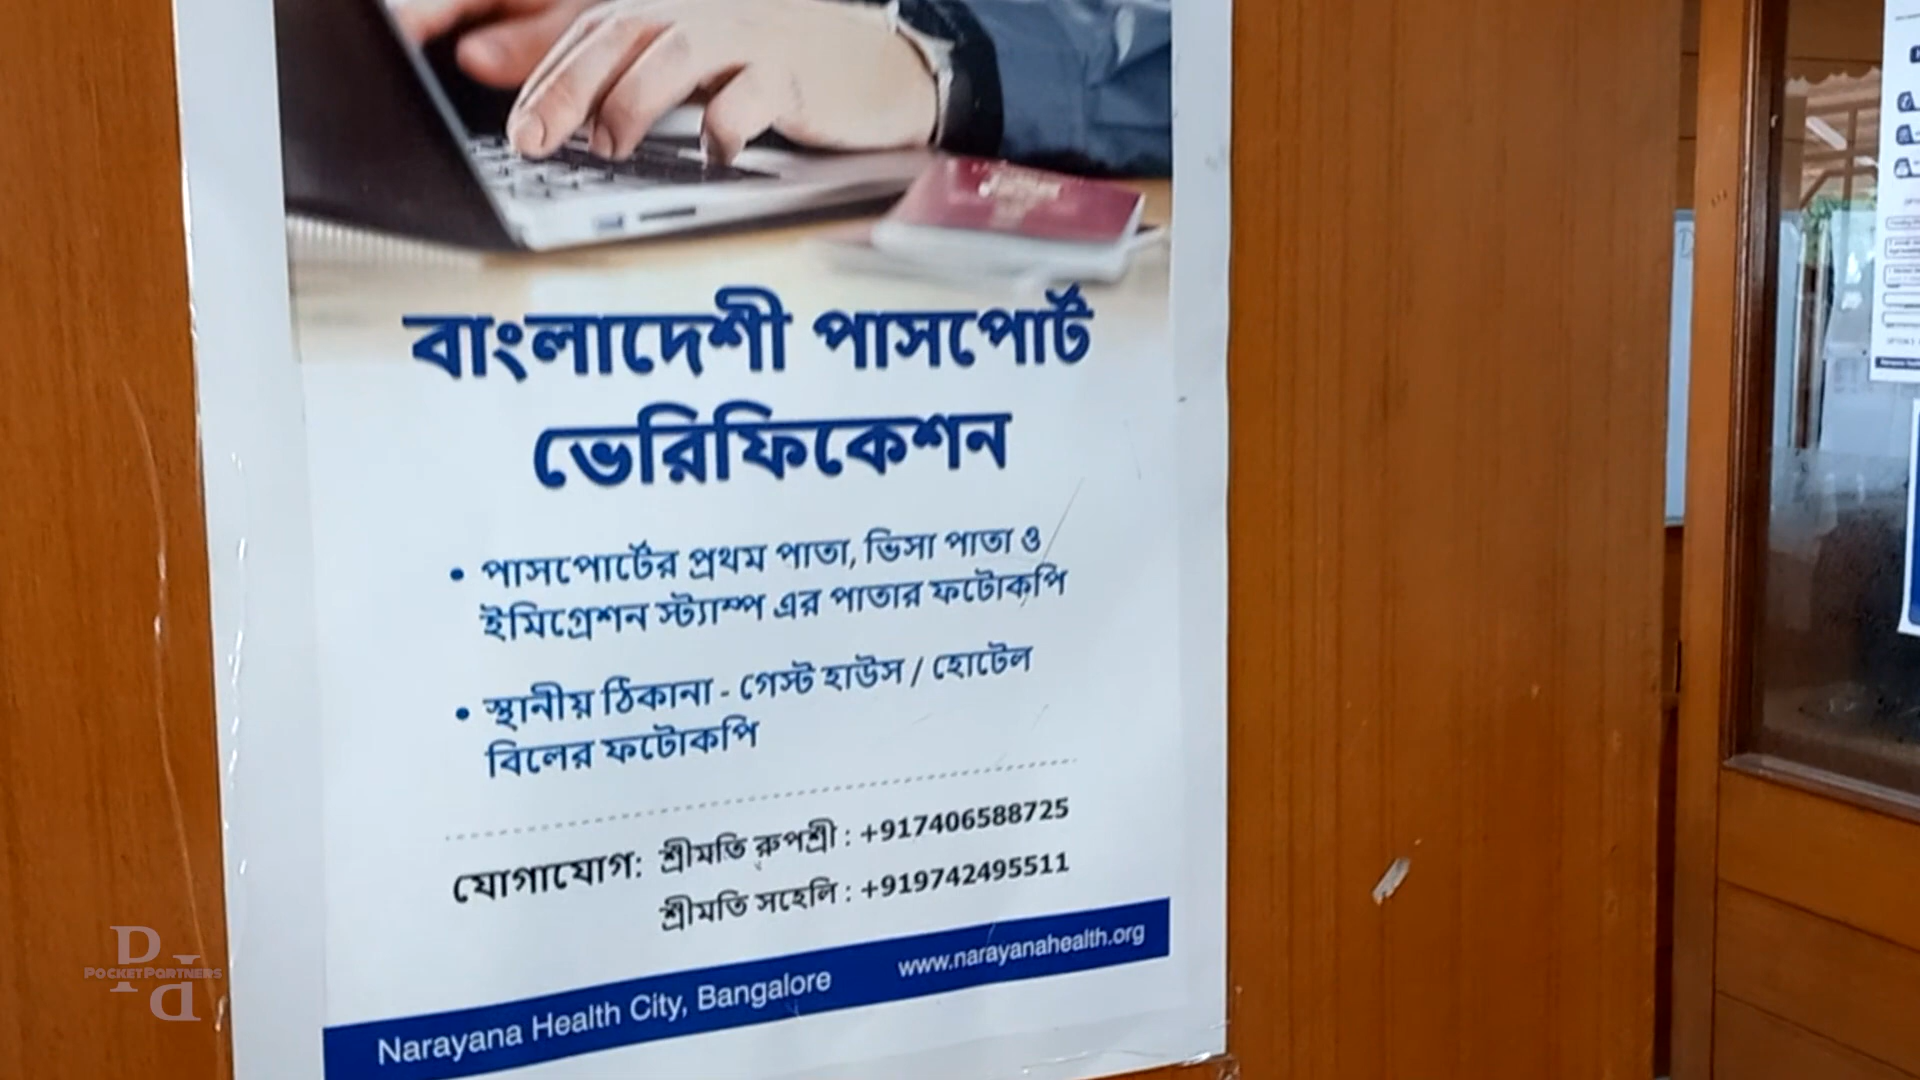 বাংলাদেশী পাসপোর্ট
ভেরিফিকেশন
• পাসপোর্টের প্রথম পাতা, ভিসা পাতা ও
ইমিগ্রেশন স্ট্যাম্প এর পাতার ফটোকপি
• স্থানীয় ঠিকানা - গেস্ট হাউস / হোটেল
বিলের ফটোকপি
যোগাযোগ: শ্রীমতি রুপশ্রী : +917406588725
শ্রীমতি সহেলি : +919742495511
Narayana Health City, Bangalore www.narayanahealth.org
P
POCKETPARTNERS